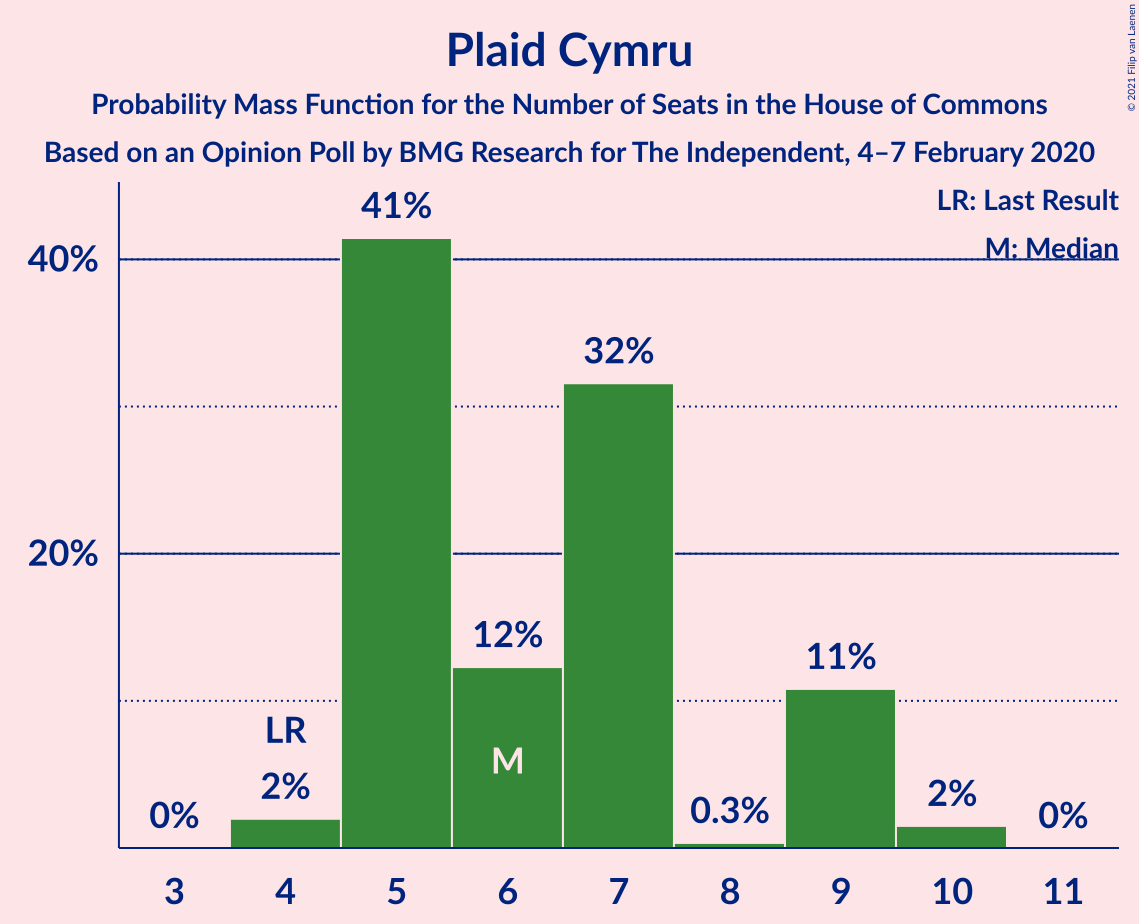 Plaid Cymru
Probability Mass Function for the Number of Seats in the House of Commons
Based on an Opinion Poll by BMG Research for The Independent, 4–7 February 2020
© 2021 Filip van Laenen
LR: Last Result
M: Median
41%
40%
32%
20%
12%
11%
LR
M
0%
2%
0.3%
2%
0%
3 4 5 6 7 8 9 10 11